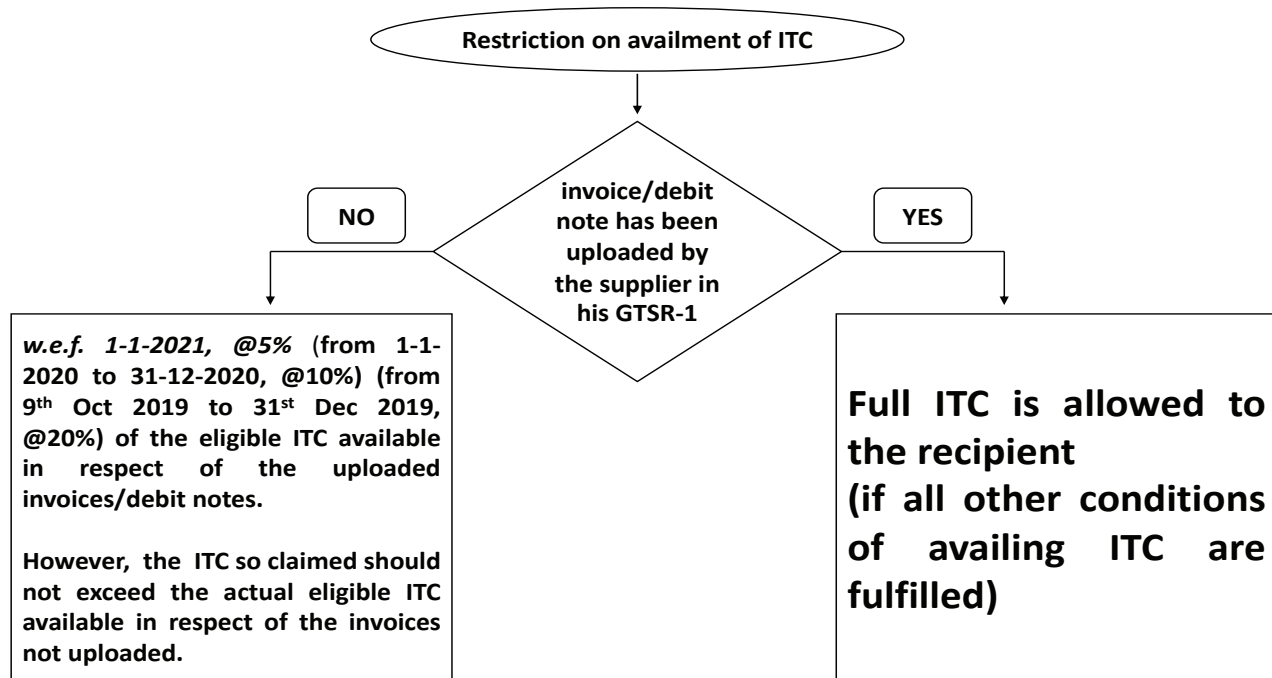 Restriction on availment of ITC
invoice/debit
note has been
uploaded by
the supplier in
his GTSR-1
NO
YES
w.e.f. 1-1-2021, @5% (from 1-1-
2020 to 31-12-2020, @10%) (from
9th Oct 2019 to 31st Dec 2019,
@20%) of the eligible ITC available
in respect of the uploaded
invoices/debit notes.
However, the ITC so claimed should
not exceed the actual eligible ITC
available in respect of the invoices
not uploaded.
Full ITC is allowed to
the recipient
(if all other conditions
of availing ITC are
fulfilled)